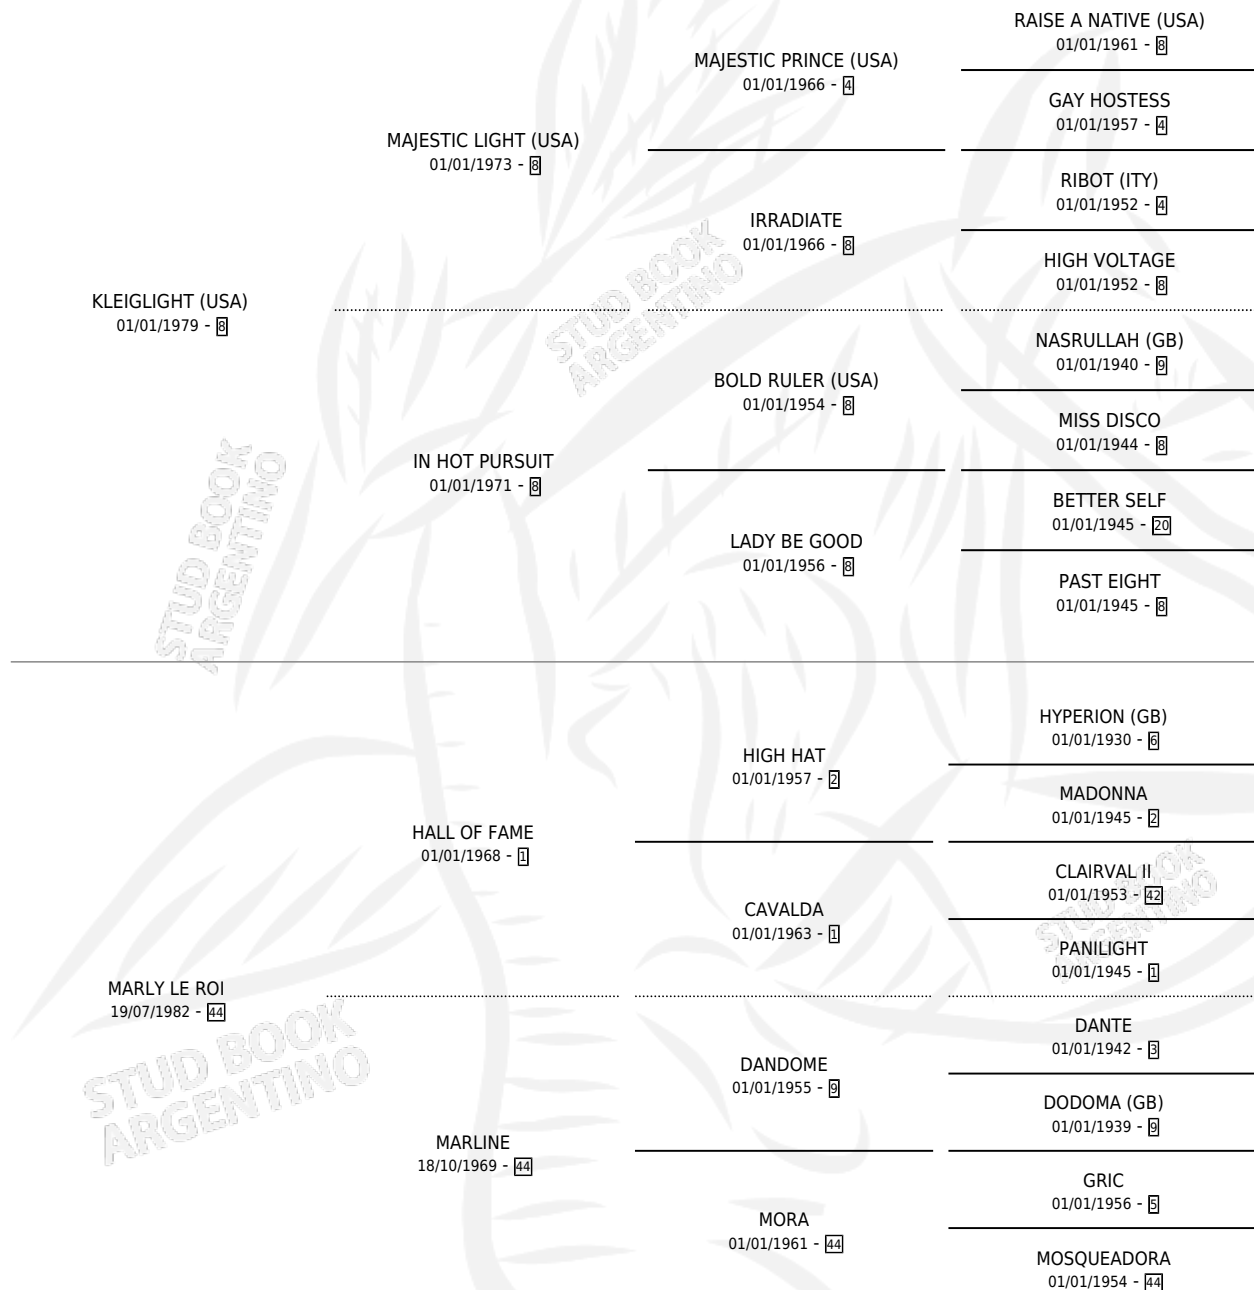 RAISE A NATIVE (USA)
01/01/1961 - 8
MAJESTIC PRINCE (USA)
01/01/1966 - 4
GAY HOSTESS
01/01/1957 - 4
MAJESTIC LIGHT (USA)
01/01/1973 - 8
RIBOT (ITY)
01/01/1952 - 4
IRRADIATE
01/01/1966 - 8
HIGH VOLTAGE
01/01/1952 - 8
KLEIGLIGHT (USA)
01/01/1979 - 8
NASRULLAH (GB)
01/01/1940 - 9
BOLD RULER (USA)
01/01/1954 - 8
MISS DISCO
01/01/1944 - 8
IN HOT PURSUIT
01/01/1971 - 8
BETTER SELF
01/01/1945 - 20
LADY BE GOOD
01/01/1956 - 8
PAST EIGHT
01/01/1945 - 8
HYPERION (GB)
01/01/1930 - 6
HIGH HAT
01/01/1957 - 2
MADONNA
01/01/1945 - 2
HALL OF FAME
01/01/1968 - 1
CLAIRVAL II
01/01/1953 - 42
CAVALDA
01/01/1963 - 1
PANILIGHT
01/01/1945 - 1
MARLY LE ROI
19/07/1982 - 44
DANTE
01/01/1942 - 3
DANDOME
01/01/1955 - 9
DODOMA (GB)
01/01/1939 - 9
MARLINE
18/10/1969 - 44
GRIC
01/01/1956 - 5
MORA
01/01/1961 - 44
MOSQUEADORA
01/01/1954 - 44
STUD BOOK
ARGENTINO
STUD BOOK
ARGENTINO
STUD BOOK
ARGENTINO
STUD BOOK
ARGENTINO